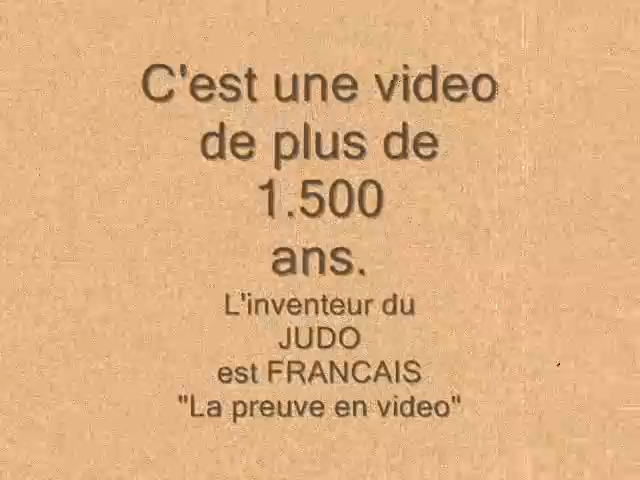 C'est une video
de plus de
1.500
ans.
L'inventeur du
JUDO
est FRANCAIS
"La preuve en video"